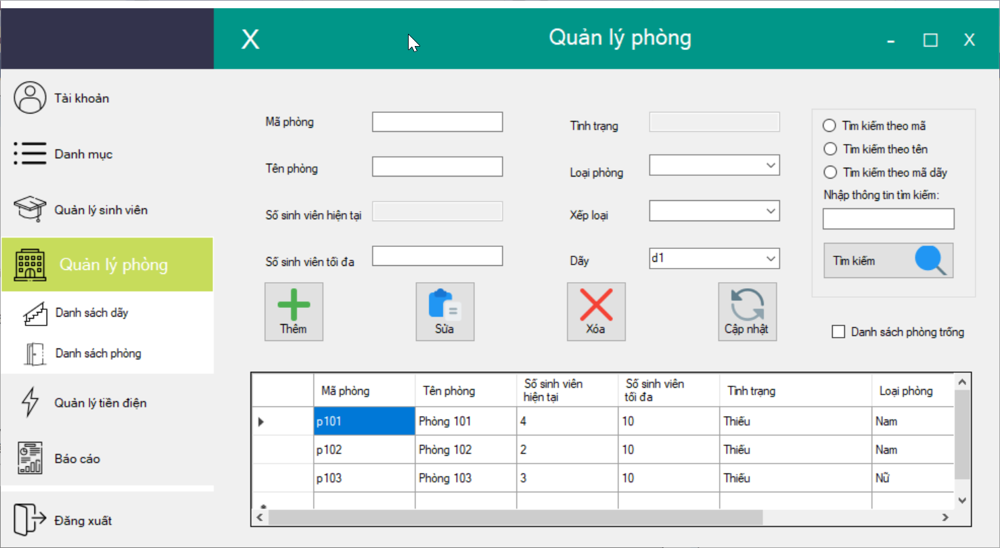 X
Quản lý phòng
- □ X
Tài khoản
Danh mục
Quản lý sinh viên
Quản lý phòng
Danh sách dãy
Danh sách phòng
Quản lý tiền điện
Báo cáo
Đăng xuất
Mã phòng
Tên phòng
Số sinh viên hiện tại
Số sinh viên tối đa
Tình trạng
Loại phòng
Xếp loại
Dãy d1
Tìm kiếm theo mã
Tìm kiếm theo tên
Tìm kiếm theo mã dãy
Nhập thông tin tìm kiếm:
Tìm kiếm
Thêm Sửa Xóa Cập nhật
Danh sách phòng trống
Mã phòng Tên phòng Số sinh viên hiện tại Số sinh viên tối đa Tình trạng Loại phòng
p101 Phòng 101 4 10 Thiếu Nam
p102 Phòng 102 2 10 Thiếu Nam
p103 Phòng 103 3 10 Thiếu Nữ